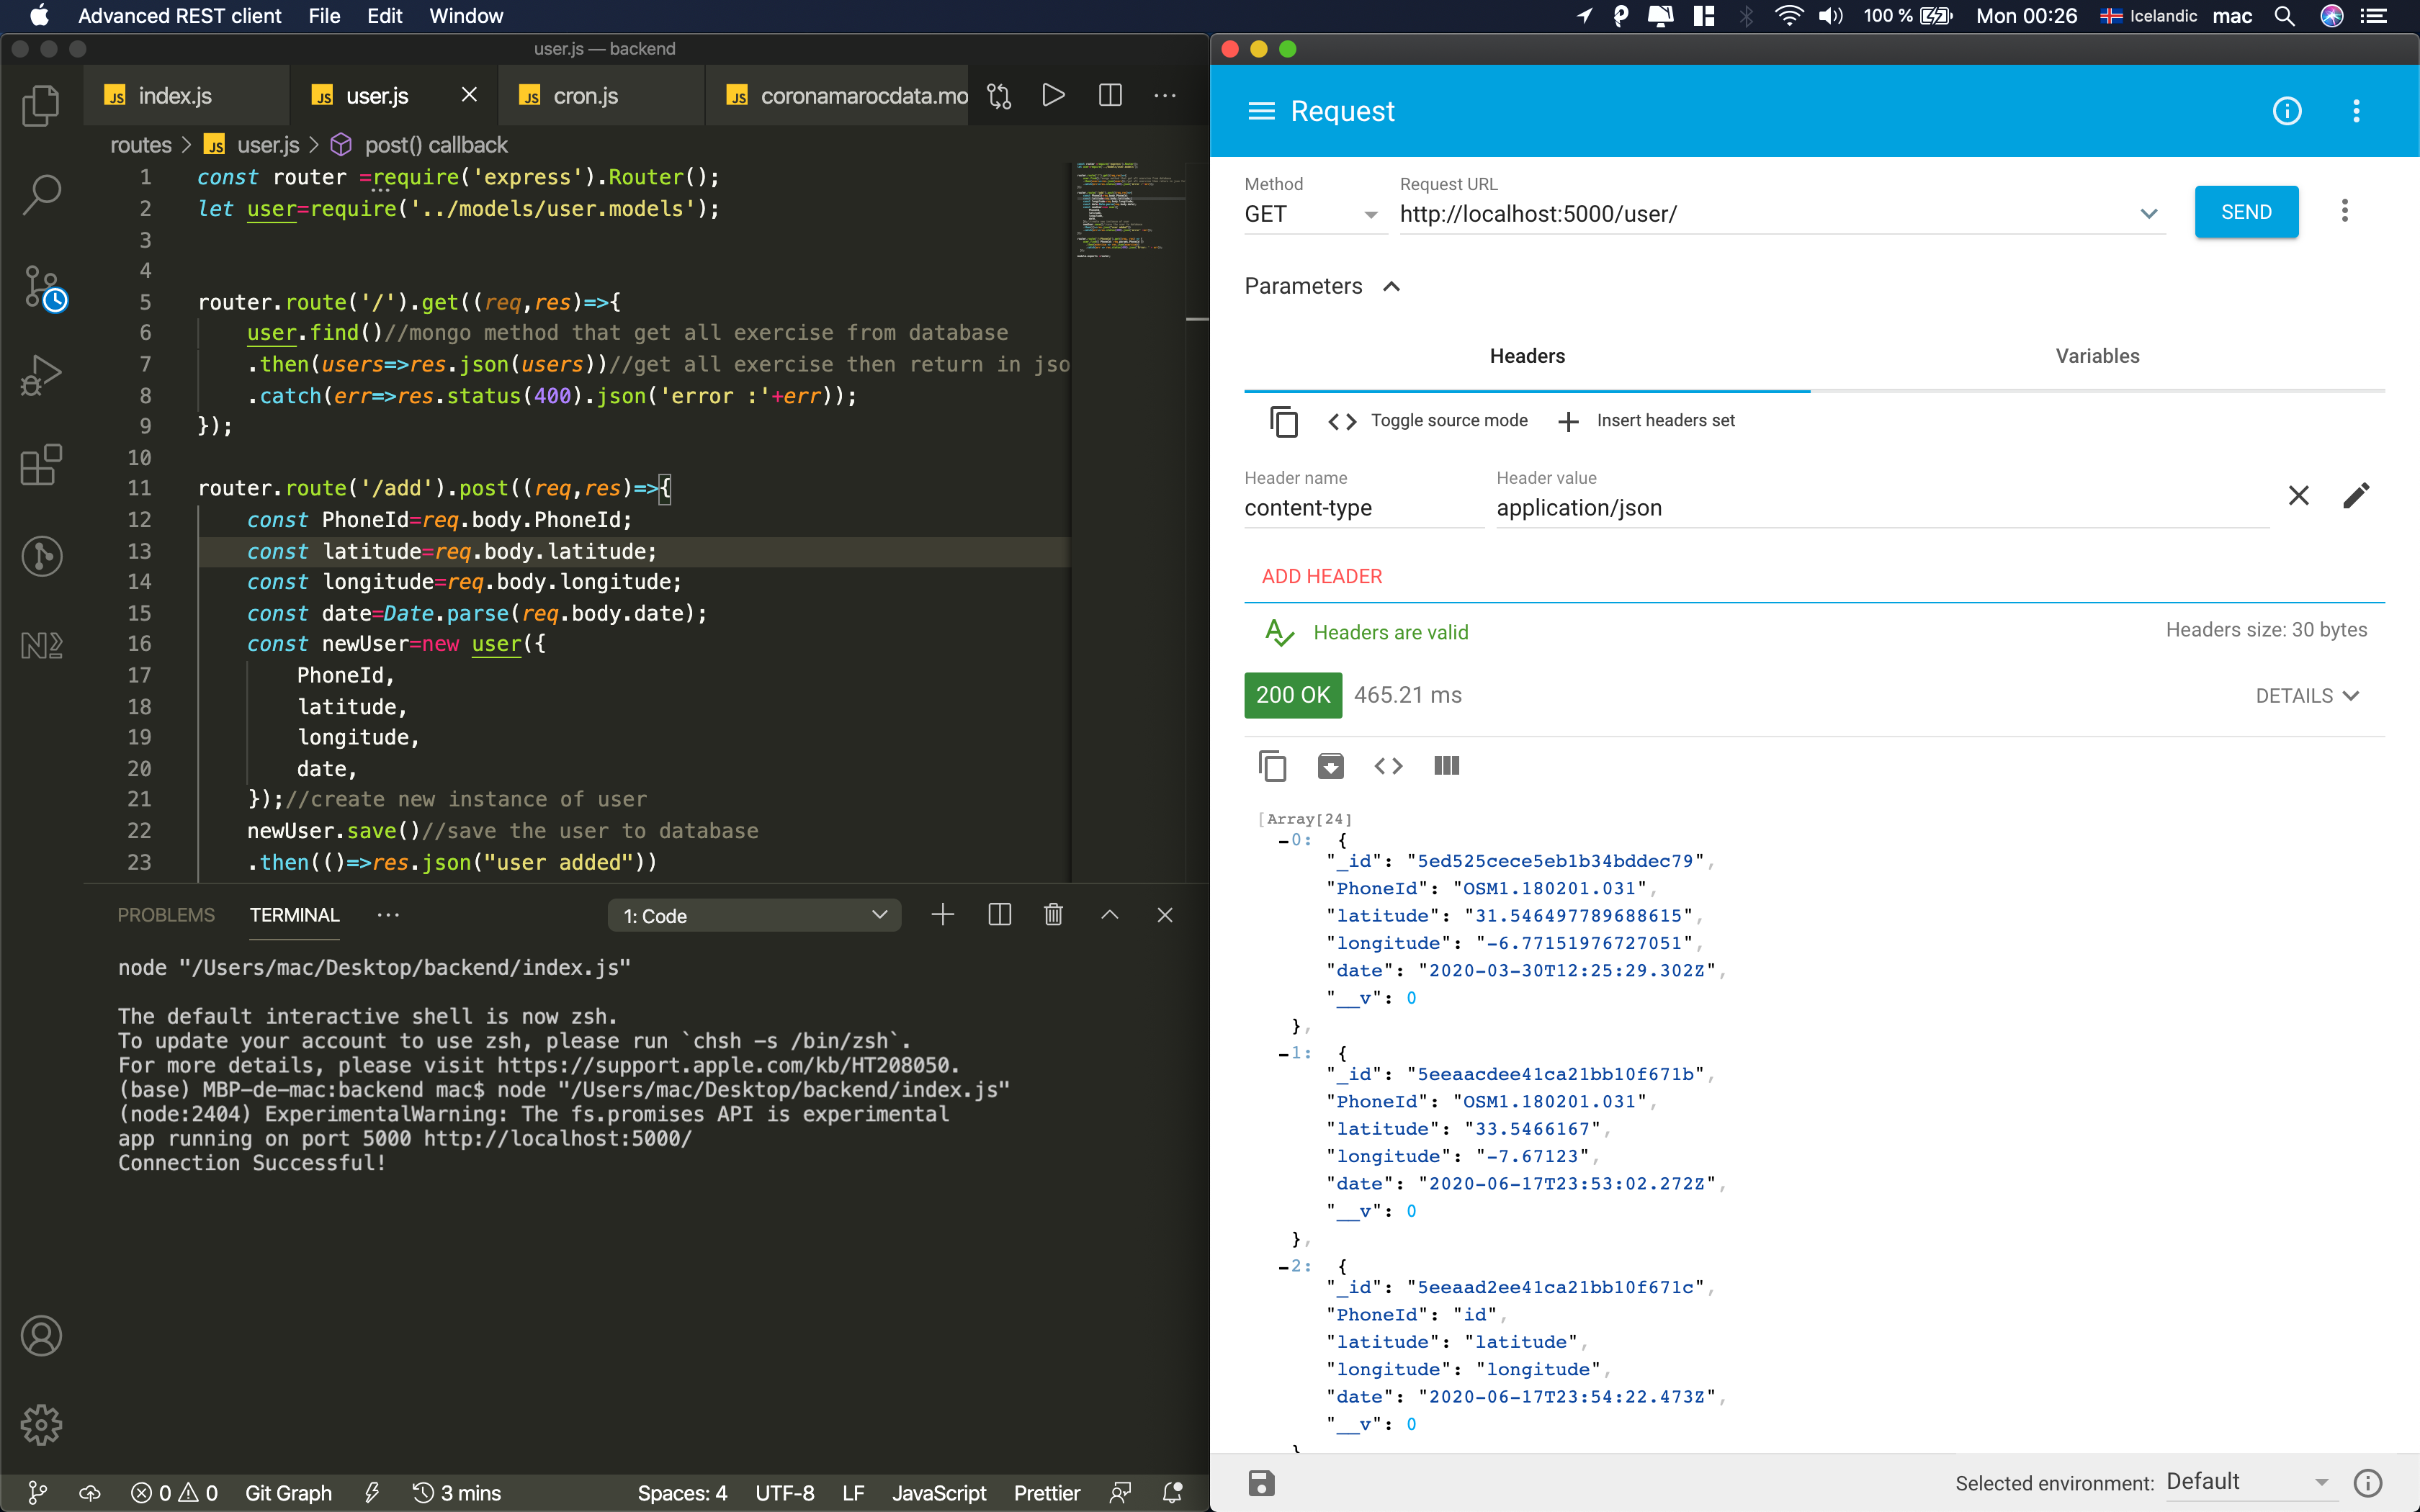 Advanced REST client File Edit Window
100 % Mon 00:26 Icelandic mac
user.js — backend
JS index.js
JS user.js
JS cron.js
JS coronamarocdata.mo
routes > JS user.js > post() callback
1 const router =require('express').Router();
2 let user=require('../models/user.models');
3
4
5 router.route('/').get((req,res)=>{
6 user.find()//mongo method that get all exercise from database
7 .then(users=>res.json(users))//get all exercise then return in jso
8 .catch(err=>res.status(400).json('error :'+err));
9 });
10
11 router.route('/add').post((req,res)=>{
12 const PhoneId=req.body.PhoneId;
13 const latitude=req.body.latitude;
14 const longitude=req.body.longitude;
15 const date=Date.parse(req.body.date);
16 const newUser=new user({
17 PhoneId,
18 latitude,
19 longitude,
20 date,
21 });//create new instance of user
22 newUser.save()//save the user to database
23 .then(()=>res.json("user added"))
PROBLEMS TERMINAL ··· 1: Code
node "/Users/mac/Desktop/backend/index.js"
The default interactive shell is now zsh.
To update your account to use zsh, please run `chsh -s /bin/zsh`.
For more details, please visit https://support.apple.com/kb/HT208050.
(base) MBP-de-mac:backend mac$ node "/Users/mac/Desktop/backend/index.js"
(node:2404) ExperimentalWarning: The fs.promises API is experimental
app running on port 5000 http://localhost:5000/
Connection Successful!
0 0 Git Graph 3 mins Spaces: 4 UTF-8 LF JavaScript Prettier
Request
Method
GET
Request URL
http://localhost:5000/user/
SEND
Parameters
Headers
Variables
Toggle source mode
Insert headers set
Header name
content-type
Header value
application/json
ADD HEADER
Headers are valid
Headers size: 30 bytes
200 OK 465.21 ms
DETAILS
[Array[24]
-0: {
"_id": "5ed525cece5eb1b34bddec79",
"PhoneId": "OSM1.180201.031",
"latitude": "31.546497789688615",
"longitude": "-6.77151976727051",
"date": "2020-03-30T12:25:29.302Z",
"__v": 0
},
-1: {
"_id": "5eeaacdee41ca21bb10f671b",
"PhoneId": "OSM1.180201.031",
"latitude": "33.5466167",
"longitude": "-7.67123",
"date": "2020-06-17T23:53:02.272Z",
"__v": 0
},
-2: {
"_id": "5eeaad2ee41ca21bb10f671c",
"PhoneId": "id",
"latitude": "latitude",
"longitude": "longitude",
"date": "2020-06-17T23:54:22.473Z",
"__v": 0
}
Selected environment: Default